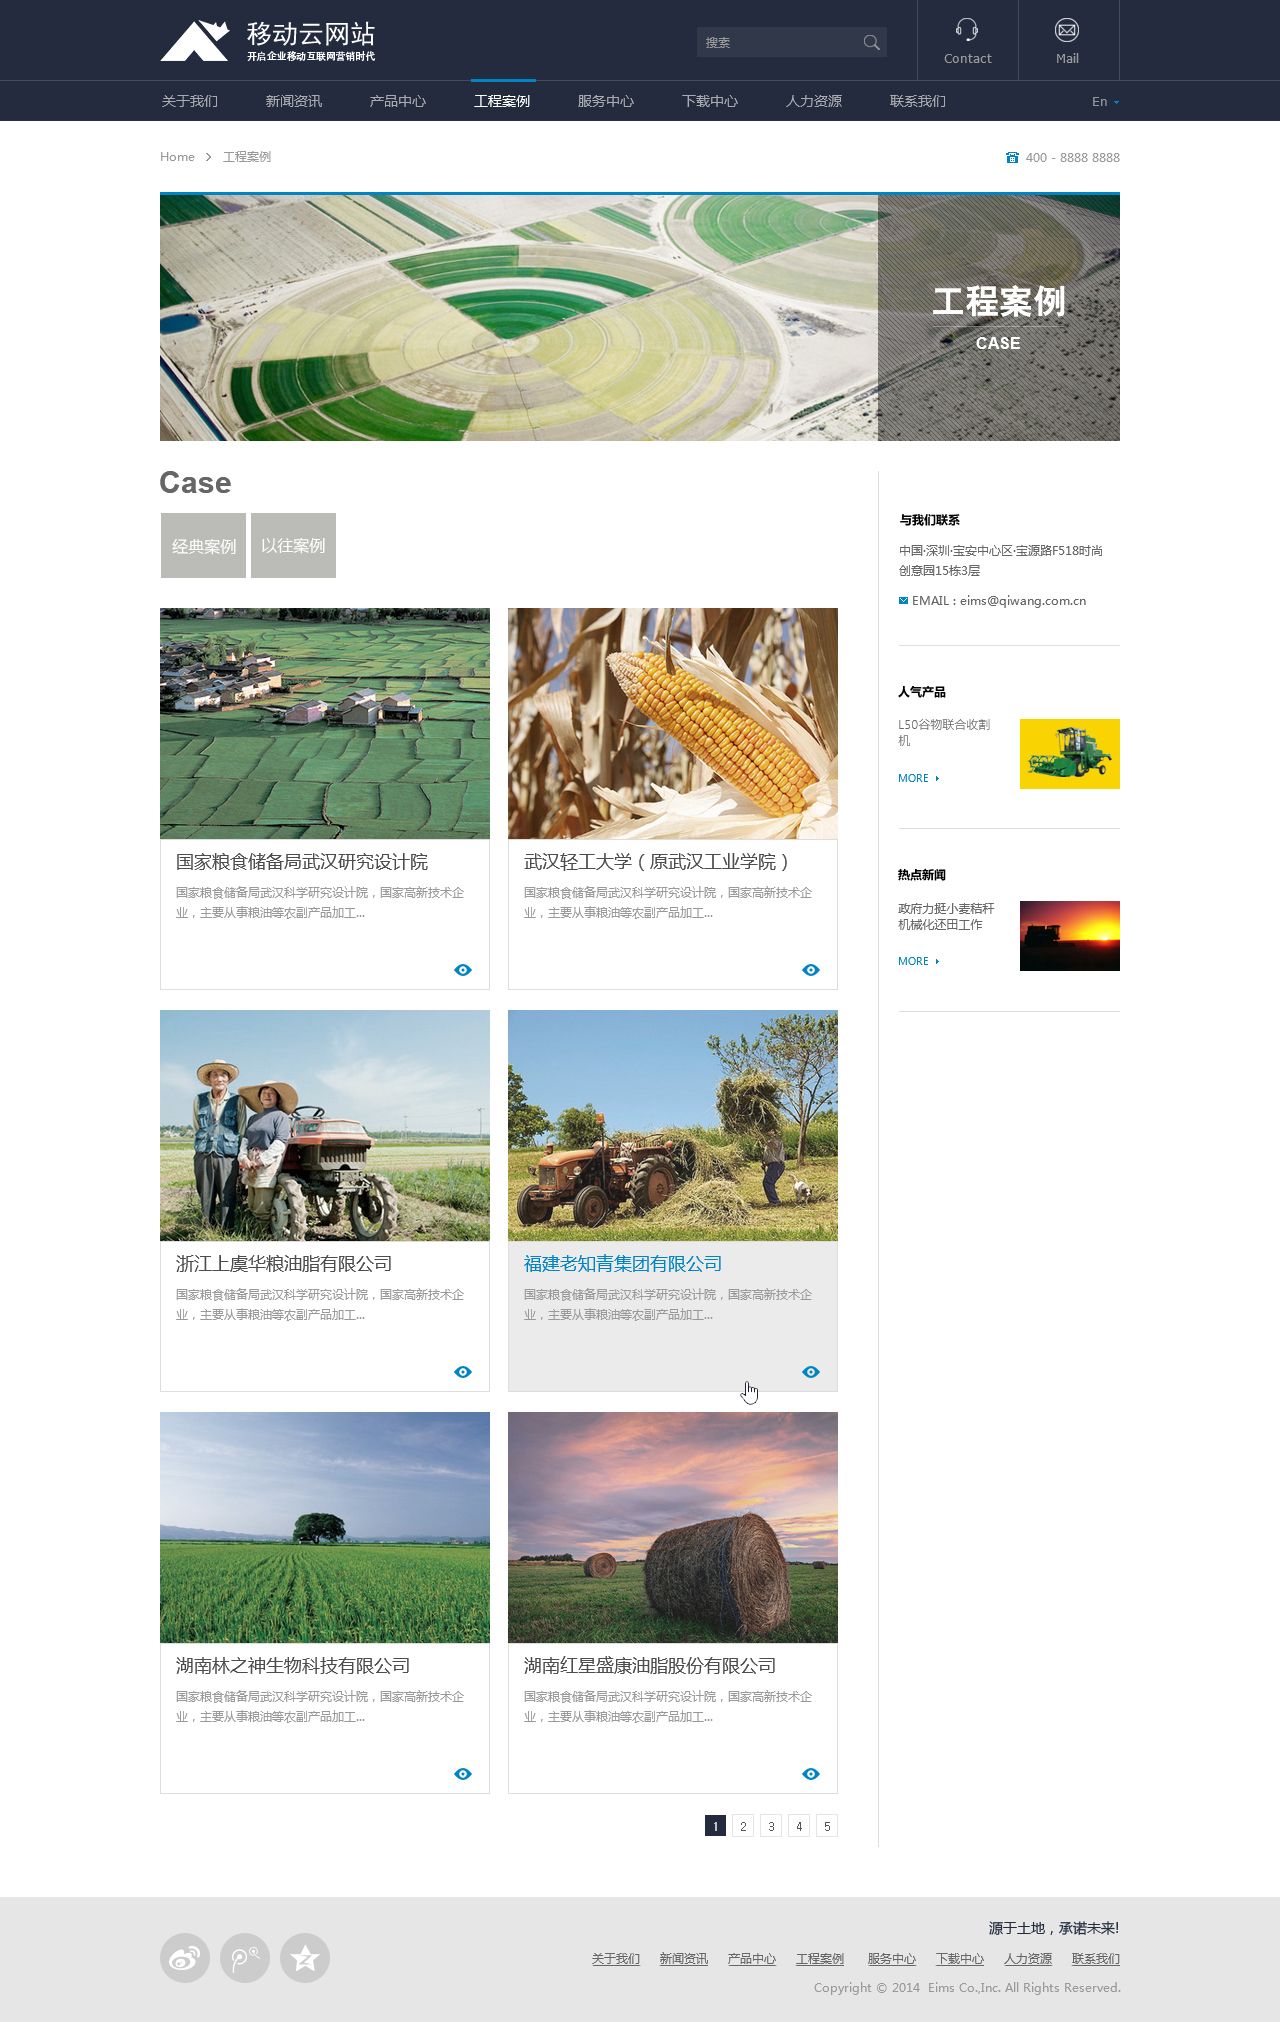 移动云网站
开启企业移动互联网营销时代
搜索
Contact
Mail
关于我们 新闻资讯 产品中心 工程案例 服务中心 下载中心 人力资源 联系我们 En
Home > 工程案例
400 - 8888 8888
工程案例
CASE
Case
经典案例 以往案例
与我们联系
中国·深圳·宝安中心区·宝源路F518时尚
创意园15栋3层
EMAIL : eims@qiwang.com.cn
人气产品
L50谷物联合收割
机
MORE
热点新闻
政府力挺小麦秸秆
机械化还田工作
MORE
国家粮食储备局武汉研究设计院
国家粮食储备局武汉科学研究设计院，国家高新技术企
业，主要从事粮油等农副产品加工...
武汉轻工大学（原武汉工业学院）
国家粮食储备局武汉科学研究设计院，国家高新技术企
业，主要从事粮油等农副产品加工...
浙江上虞华粮油脂有限公司
国家粮食储备局武汉科学研究设计院，国家高新技术企
业，主要从事粮油等农副产品加工...
福建老知青集团有限公司
国家粮食储备局武汉科学研究设计院，国家高新技术企
业，主要从事粮油等农副产品加工...
湖南林之神生物科技有限公司
国家粮食储备局武汉科学研究设计院，国家高新技术企
业，主要从事粮油等农副产品加工...
湖南红星盛康油脂股份有限公司
国家粮食储备局武汉科学研究设计院，国家高新技术企
业，主要从事粮油等农副产品加工...
1 2 3 4 5
源于土地，承诺未来!
关于我们 新闻资讯 产品中心 工程案例 服务中心 下载中心 人力资源 联系我们
Copyright © 2014 Eims Co.,Inc. All Rights Reserved.